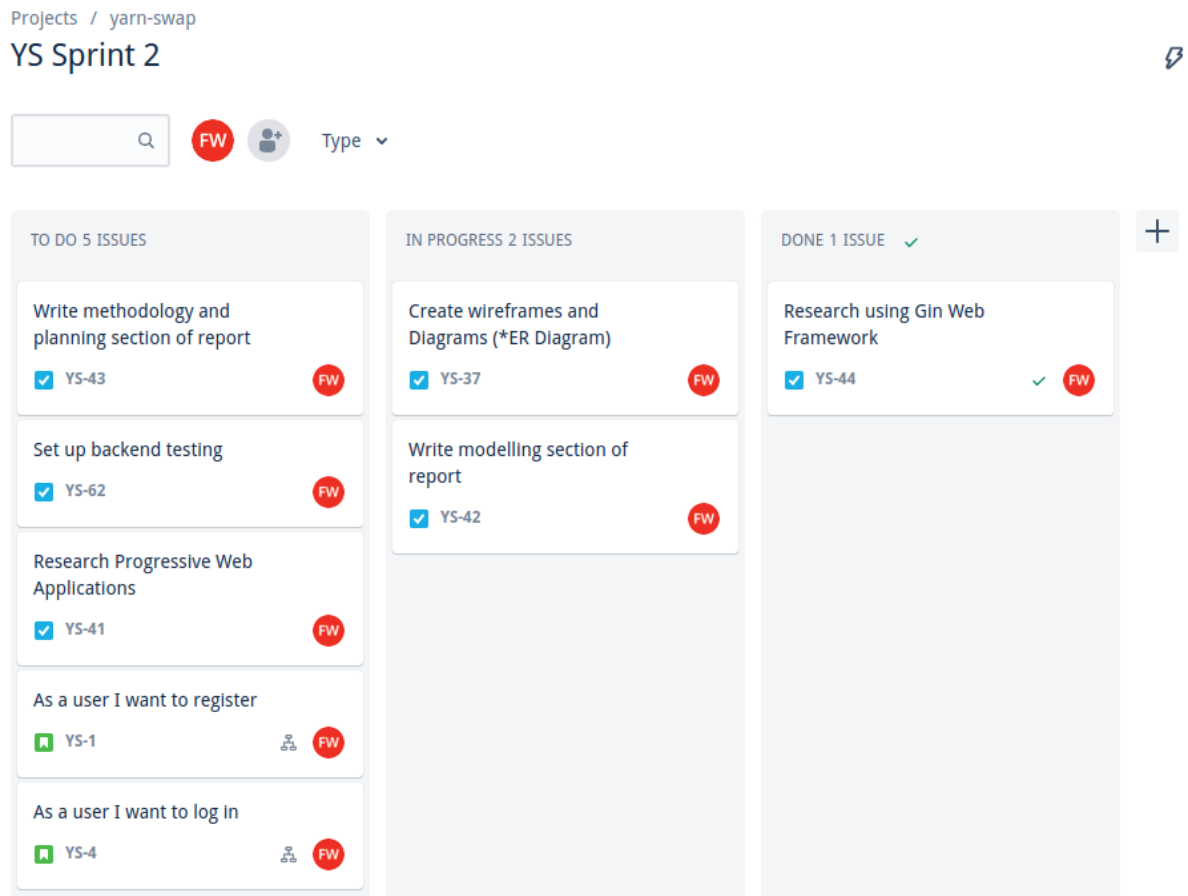 Projects / yarn-swap
YS Sprint 2
FW
Type
TO DO 5 ISSUES
Write methodology and
planning section of report
YS-43
FW
Set up backend testing
YS-62
FW
Research Progressive Web
Applications
YS-41
FW
As a user I want to register
YS-1
FW
As a user I want to log in
YS-4
FW
IN PROGRESS 2 ISSUES
Create wireframes and
Diagrams (*ER Diagram)
YS-37
FW
Write modelling section of
report
YS-42
FW
DONE 1 ISSUE
Research using Gin Web
Framework
YS-44
FW